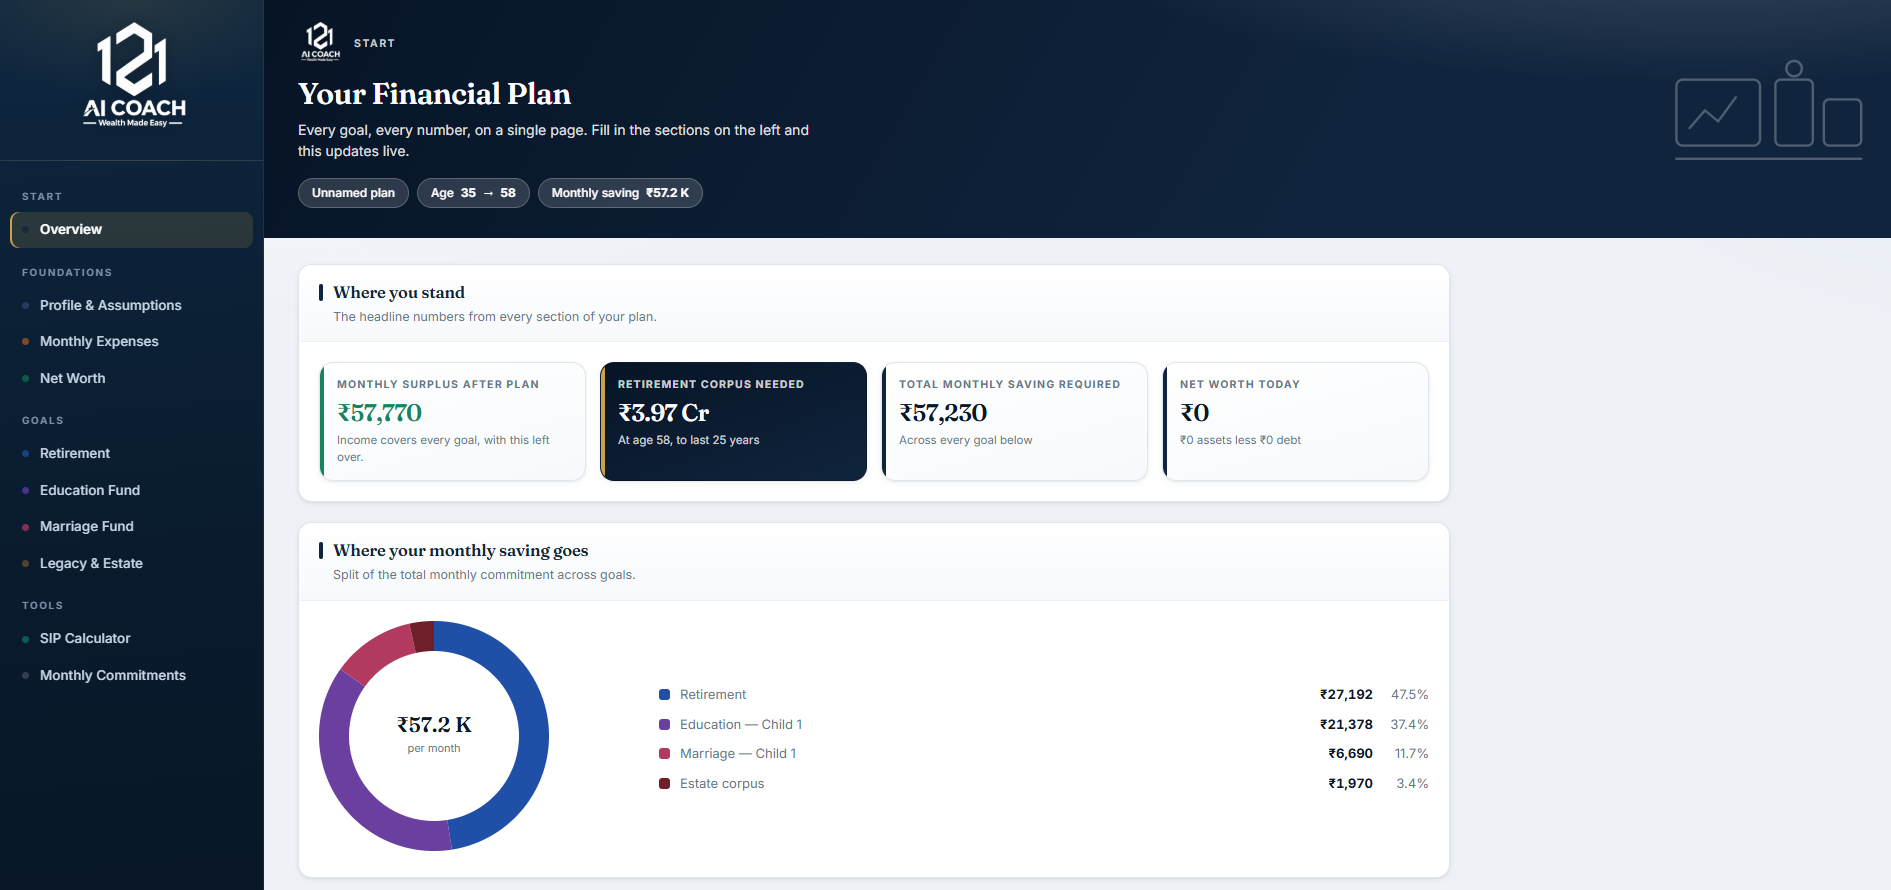 121
AI COACH
Wealth Made Easy
START
Overview
FOUNDATIONS
Profile & Assumptions
Monthly Expenses
Net Worth
GOALS
Retirement
Education Fund
Marriage Fund
Legacy & Estate
TOOLS
SIP Calculator
Monthly Commitments
121
AI COACH
Wealth Made Easy
START
Your Financial Plan
Every goal, every number, on a single page. Fill in the sections on the left and
this updates live.
Unnamed plan
Age 35 → 58
Monthly saving ₹57.2 K
Where you stand
The headline numbers from every section of your plan.
MONTHLY SURPLUS AFTER PLAN
₹57,770
Income covers every goal, with this left
over.
RETIREMENT CORPUS NEEDED
₹3.97 Cr
At age 58, to last 25 years
TOTAL MONTHLY SAVING REQUIRED
₹57,230
Across every goal below
NET WORTH TODAY
₹0
₹0 assets less ₹0 debt
Where your monthly saving goes
Split of the total monthly commitment across goals.
₹57.2 K
per month
Retirement ₹27,192 47.5%
Education — Child 1 ₹21,378 37.4%
Marriage — Child 1 ₹6,690 11.7%
Estate corpus ₹1,970 3.4%